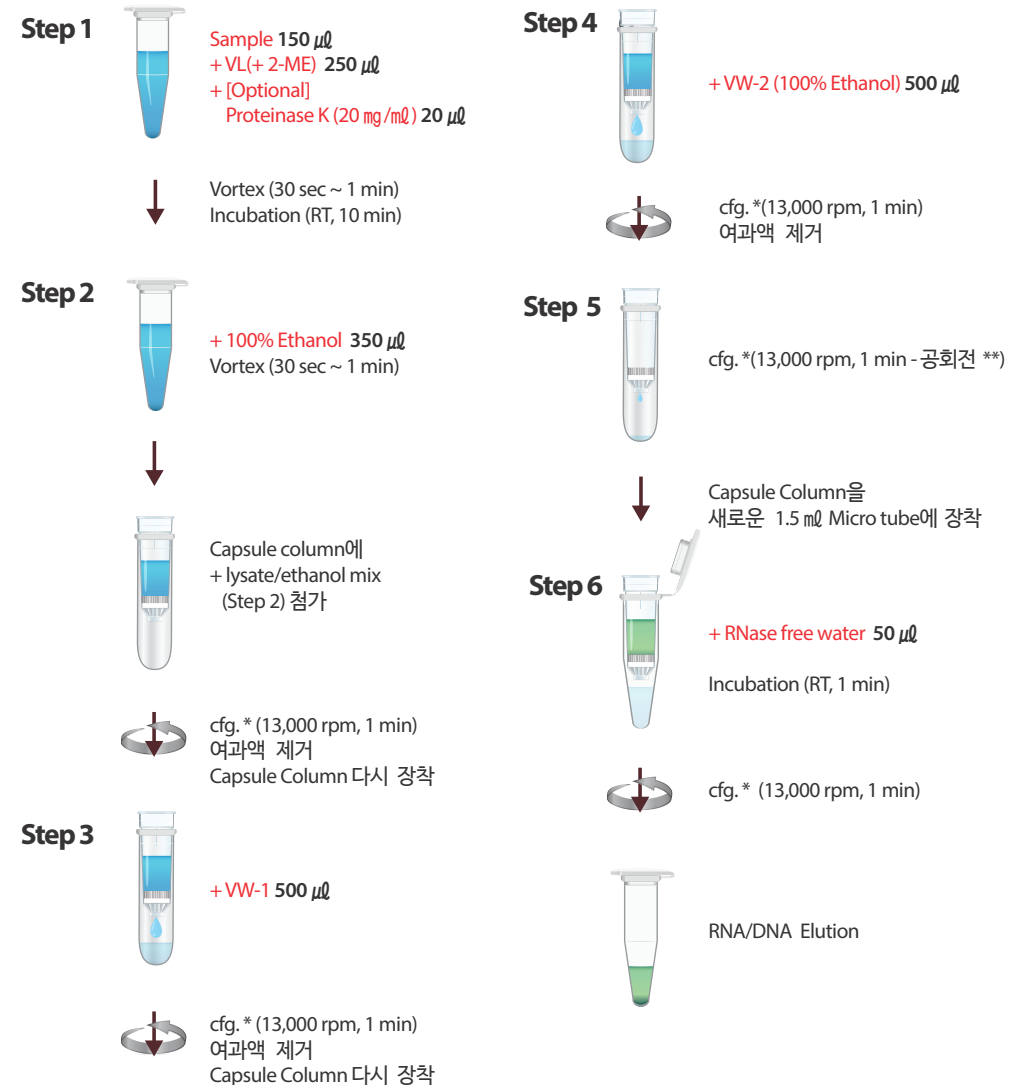 Step 1
Sample 150 ㎕
+ VL(+ 2-ME) 250 ㎕
+ [Optional]
Proteinase K (20 ㎎/㎖) 20 ㎕
Vortex (30 sec ~ 1 min)
Incubation (RT, 10 min)
Step 2
+ 100% Ethanol 350 ㎕
Vortex (30 sec ~ 1 min)
Capsule column에
+ lysate/ethanol mix
(Step 2) 첨가
cfg. * (13,000 rpm, 1 min)
여과액 제거
Capsule Column 다시 장착
Step 3
+ VW-1 500 ㎕
cfg. * (13,000 rpm, 1 min)
여과액 제거
Capsule Column 다시 장착
Step 4
+ VW-2 (100% Ethanol) 500 ㎕
cfg. *(13,000 rpm, 1 min)
여과액 제거
Step 5
cfg. *(13,000 rpm, 1 min - 공회전 **)
Capsule Column을
새로운 1.5 ㎖ Micro tube에 장착
Step 6
+ RNase free water 50 ㎕
Incubation (RT, 1 min)
cfg. * (13,000 rpm, 1 min)
RNA/DNA Elution